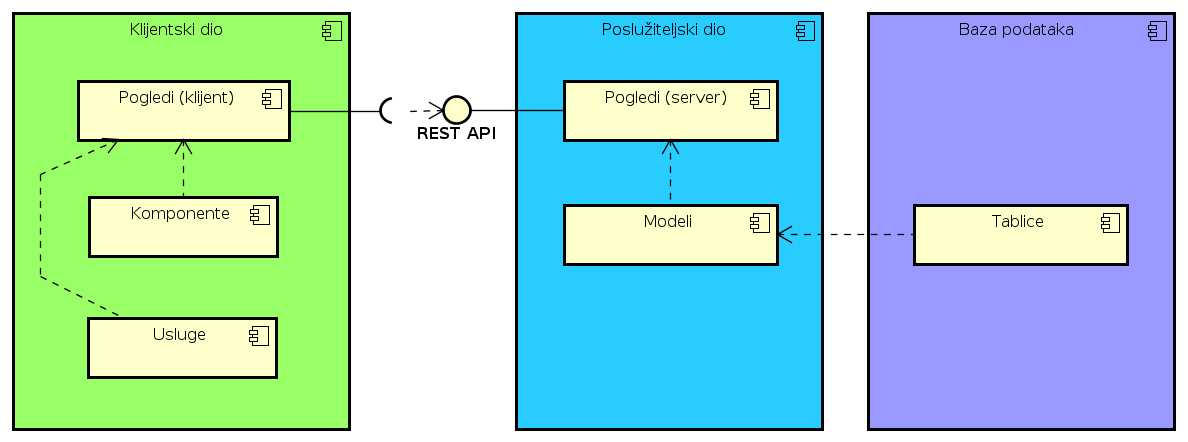 Klijentski dio
Pogledi (klijent)
Komponente
Usluge
REST API
Poslužiteljski dio
Pogledi (server)
Modeli
Baza podataka
Tablice